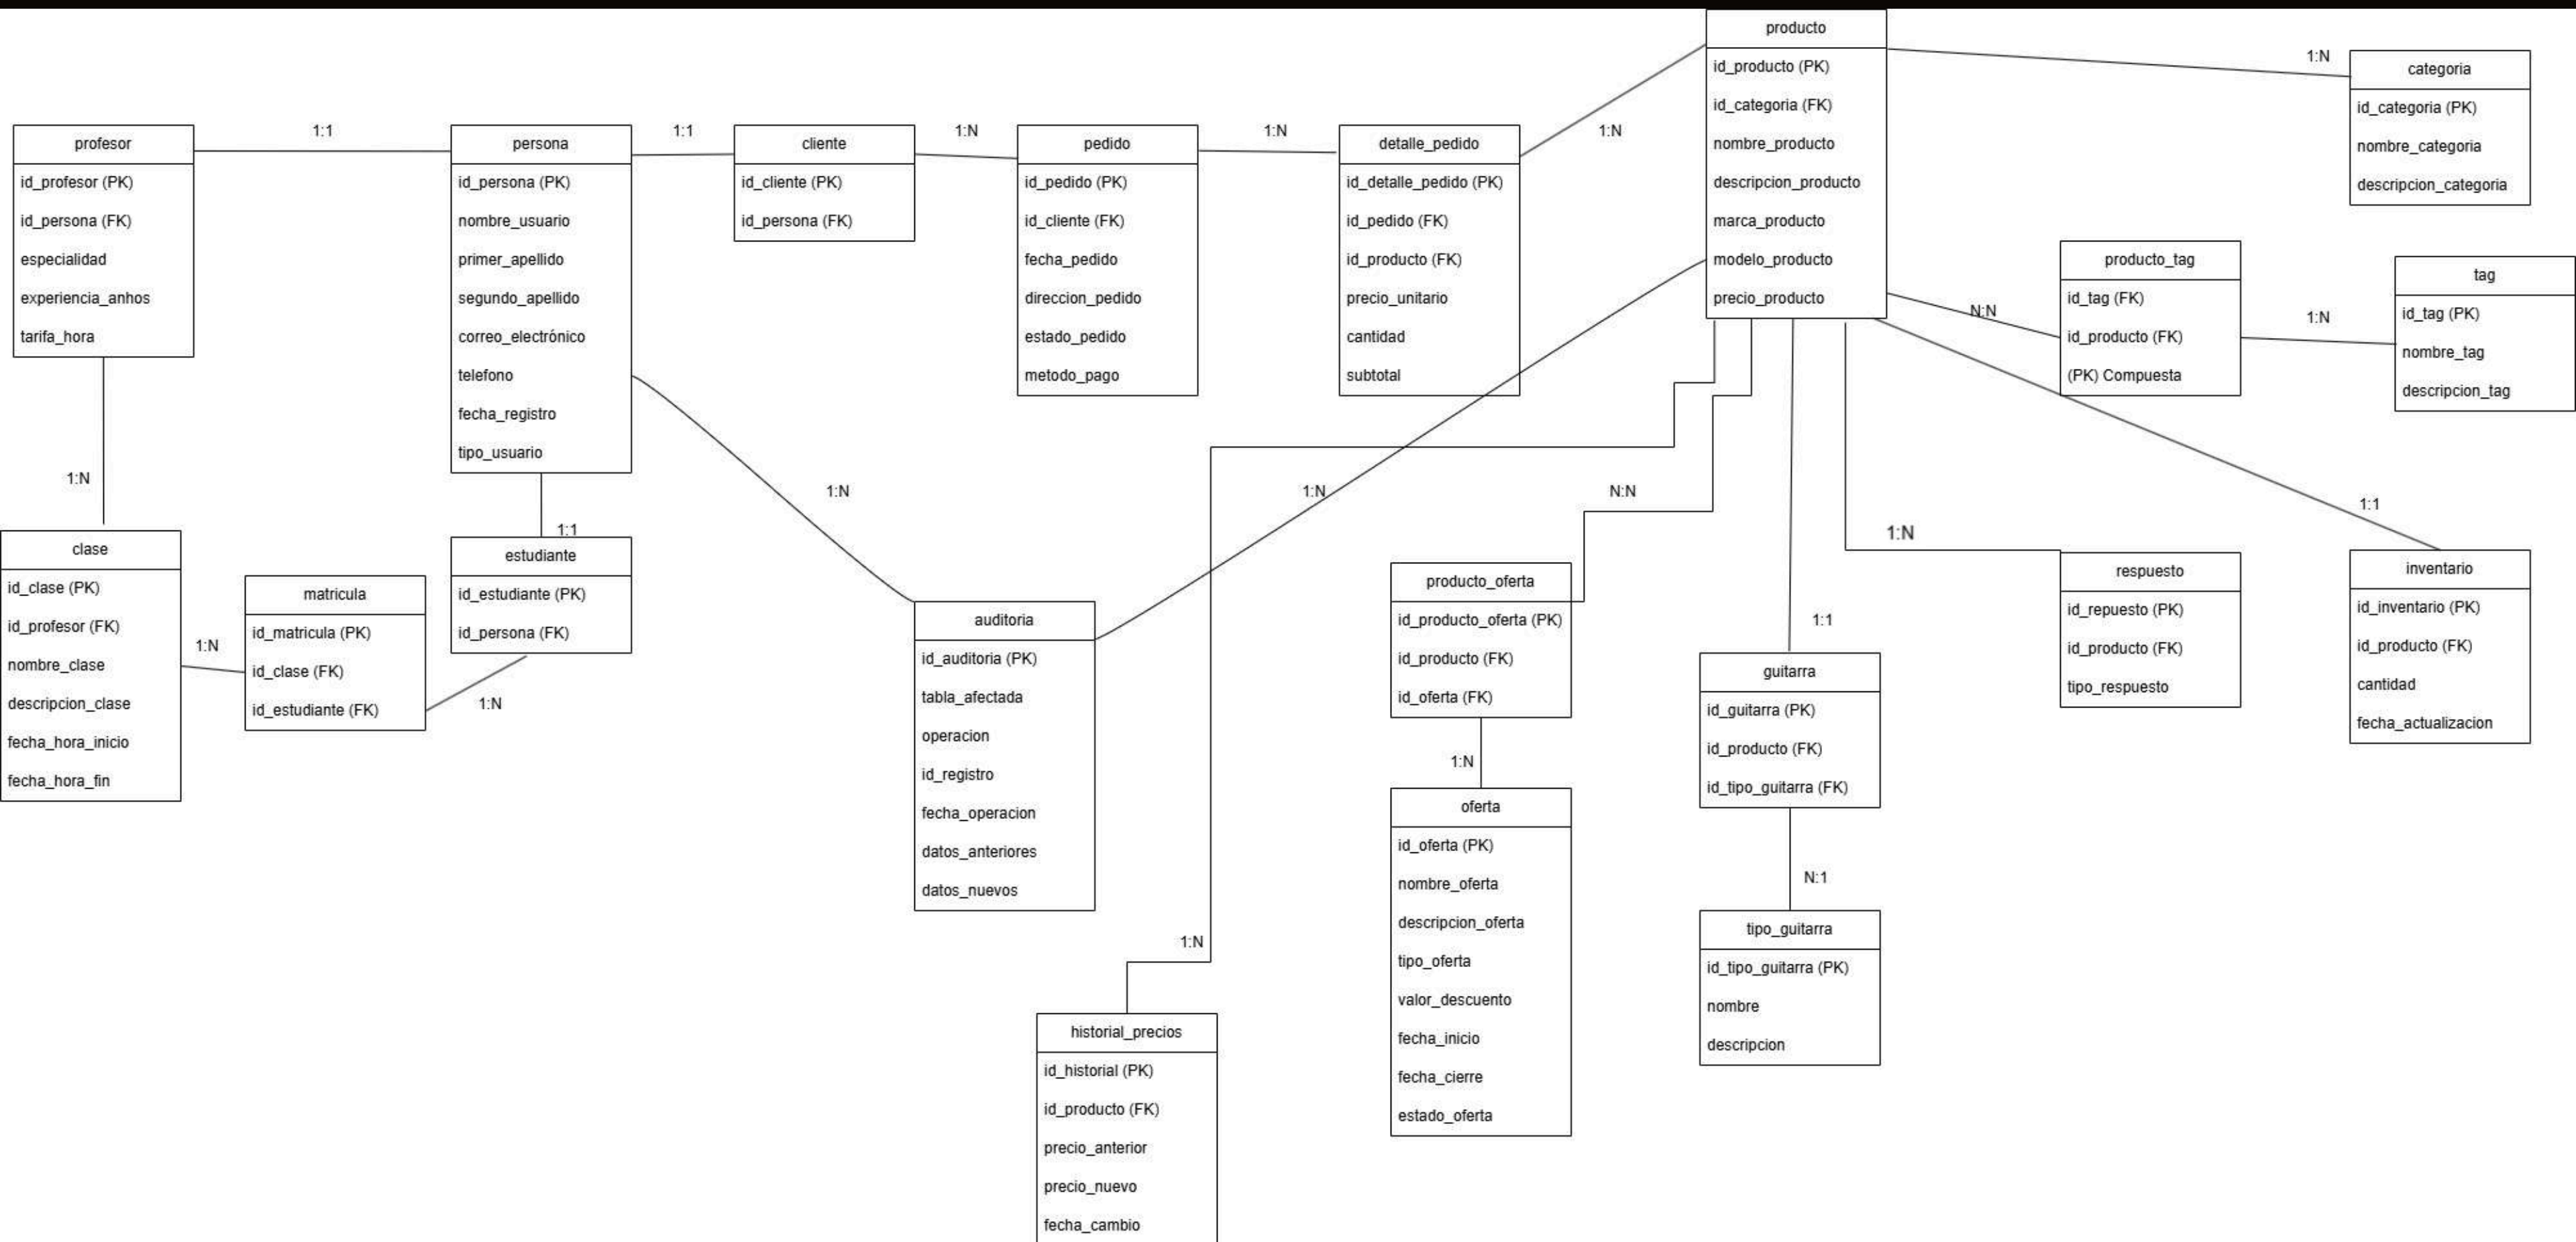 producto
id_producto (PK)
id_categoria (FK)
nombre_producto
descripcion_producto
marca_producto
modelo_producto
precio_producto
1:N
categoria
id_categoria (PK)
nombre_categoria
descripcion_categoria
profesor
id_profesor (PK)
id_persona (FK)
especialidad
experiencia_anhos
tarifa_hora
1:1
persona
id_persona (PK)
nombre_usuario
primer_apellido
segundo_apellido
correo_electrónico
telefono
fecha_registro
tipo_usuario
1:1
cliente
id_cliente (PK)
id_persona (FK)
1:N
pedido
id_pedido (PK)
id_cliente (FK)
fecha_pedido
direccion_pedido
estado_pedido
metodo_pago
1:N
detalle_pedido
id_detalle_pedido (PK)
id_pedido (FK)
id_producto (FK)
precio_unitario
cantidad
subtotal
1:N
producto_tag
id_tag (FK)
id_producto (FK)
(PK) Compuesta
N:N
1:N
tag
id_tag (PK)
nombre_tag
descripcion_tag
1:N
1:N
1:N
N:N
1:N
1:1
1:1
clase
id_clase (PK)
id_profesor (FK)
nombre_clase
descripcion_clase
fecha_hora_inicio
fecha_hora_fin
1:N
matricula
id_matricula (PK)
id_clase (FK)
id_estudiante (FK)
1:N
estudiante
id_estudiante (PK)
id_persona (FK)
auditoria
id_auditoria (PK)
tabla_afectada
operacion
id_registro
fecha_operacion
datos_anteriores
datos_nuevos
producto_oferta
id_producto_oferta (PK)
id_producto (FK)
id_oferta (FK)
1:N
oferta
id_oferta (PK)
nombre_oferta
descripcion_oferta
tipo_oferta
valor_descuento
fecha_inicio
fecha_cierre
estado_oferta
1:1
guitarra
id_guitarra (PK)
id_producto (FK)
id_tipo_guitarra (FK)
N:1
tipo_guitarra
id_tipo_guitarra (PK)
nombre
descripcion
respuesto
id_repuesto (PK)
id_producto (FK)
tipo_respuesto
inventario
id_inventario (PK)
id_producto (FK)
cantidad
fecha_actualizacion
1:N
historial_precios
id_historial (PK)
id_producto (FK)
precio_anterior
precio_nuevo
fecha_cambio